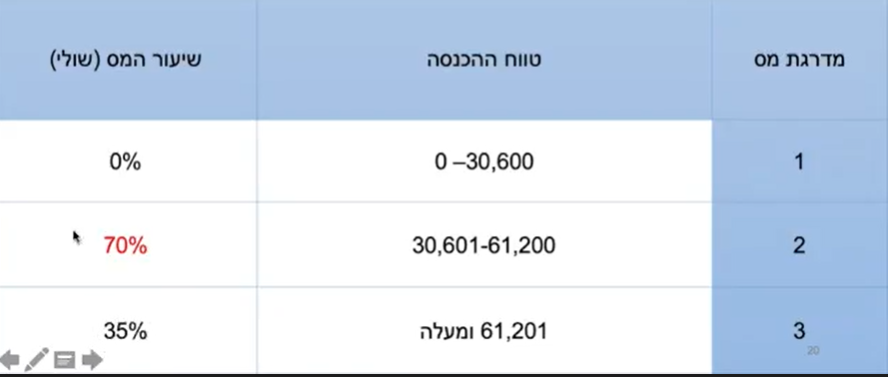 מדרגת מס טווח ההכנסה שיעור המס (שולי)
1 0 –30,600 0%
2 30,601-61,200 70%
3 61,201 ומעלה 35%
20